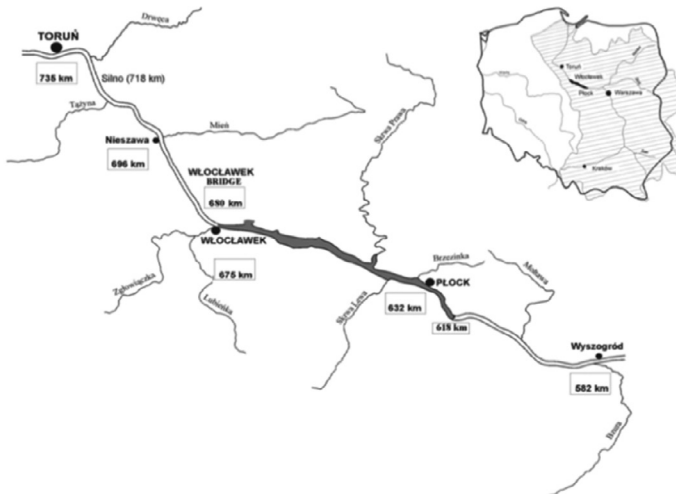 Drwęca
TORUŃ
735 km
Silno (718 km)
Tążyna
Mień
Nieszawa
696 km
Skrwa Prawa
WŁOCŁAWEK
BRIDGE
680 km
WŁOCŁAWEK
Zgłowiączka
675 km
Lubieńka
Skrwa Lewa
Brzezinka
PŁOCK
632 km
618 km
Mołtawa
Wyszogród
582 km
Bzura
Toruń
Włocławek
Płock
Warszawa
Kraków